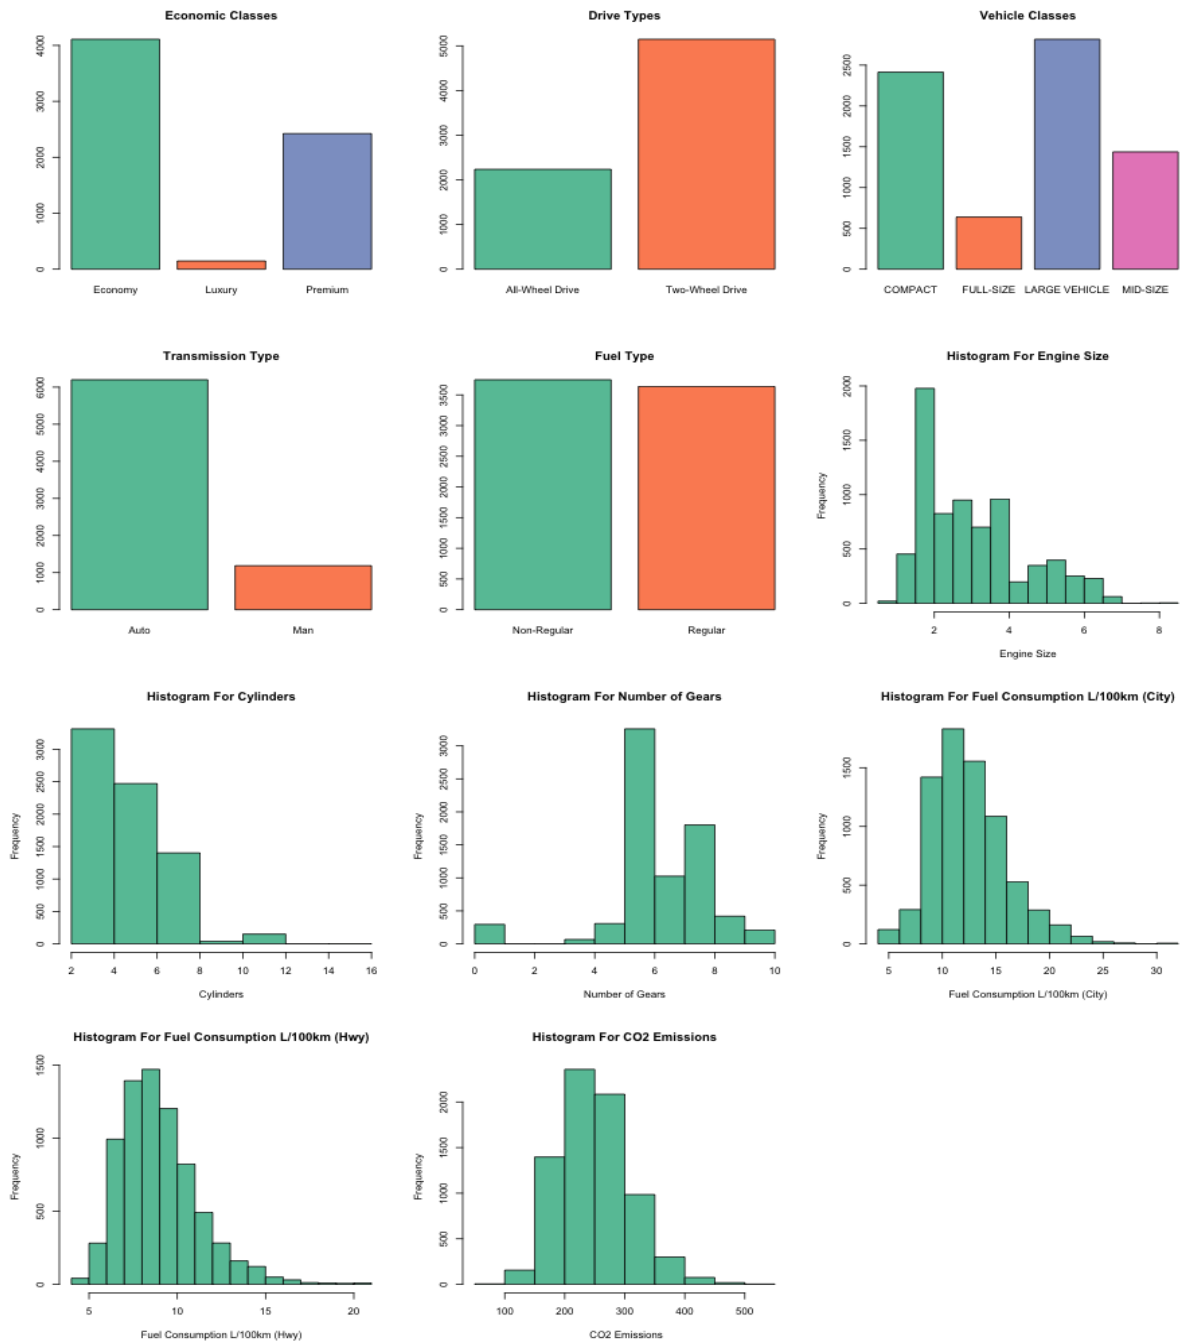 Economic Classes
0
1000
2000
3000
4000
Economy Luxury Premium
Drive Types
0
1000
2000
3000
4000
5000
All-Wheel Drive Two-Wheel Drive
Vehicle Classes
0
500
1000
1500
2000
2500
COMPACT FULL-SIZE LARGE VEHICLE MID-SIZE
Transmission Type
0
1000
2000
3000
4000
5000
6000
Auto Man
Fuel Type
0
500
1000
1500
2000
2500
3000
3500
Non-Regular Regular
Histogram For Engine Size
Frequency
0
500
1000
1500
2000
2 4 6 8
Engine Size
Histogram For Cylinders
Frequency
0
500
1000
1500
2000
2500
3000
2 4 6 8 10 12 14 16
Cylinders
Histogram For Number of Gears
Frequency
0
500
1000
1500
2000
2500
3000
0 2 4 6 8 10
Number of Gears
Histogram For Fuel Consumption L/100km (City)
Frequency
0
500
1000
1500
5 10 15 20 25 30
Fuel Consumption L/100km (City)
Histogram For Fuel Consumption L/100km (Hwy)
Frequency
0
500
1000
1500
5 10 15 20
Fuel Consumption L/100km (Hwy)
Histogram For CO2 Emissions
Frequency
0
500
1000
1500
2000
100 200 300 400 500
CO2 Emissions